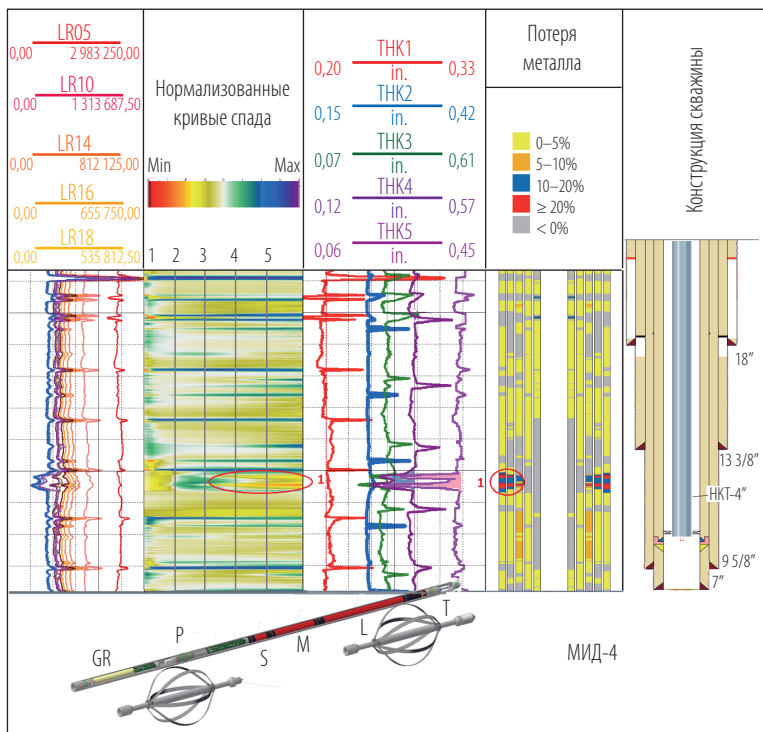 LR05
0,00 2 983 250,00
LR10
0,00 1 313 687,50
LR14
0,00 812 125,00
LR16
0,00 655 750,00
LR18
0,00 535 812,50
Нормализованные
кривые спада
Min Max
1 2 3 4 5
THK1
0,20 in. 0,33
THK2
0,15 in. 0,42
THK3
0,07 in. 0,61
THK4
0,12 in. 0,57
THK5
0,06 in. 0,45
Потеря
металла
0–5%
5–10%
10–20%
≥ 20%
< 0%
Конструкция скважины
18″
13 3/8″
НКТ-4″
9 5/8″
7″
1
1
GR
P
S
M
L
T
МИД-4